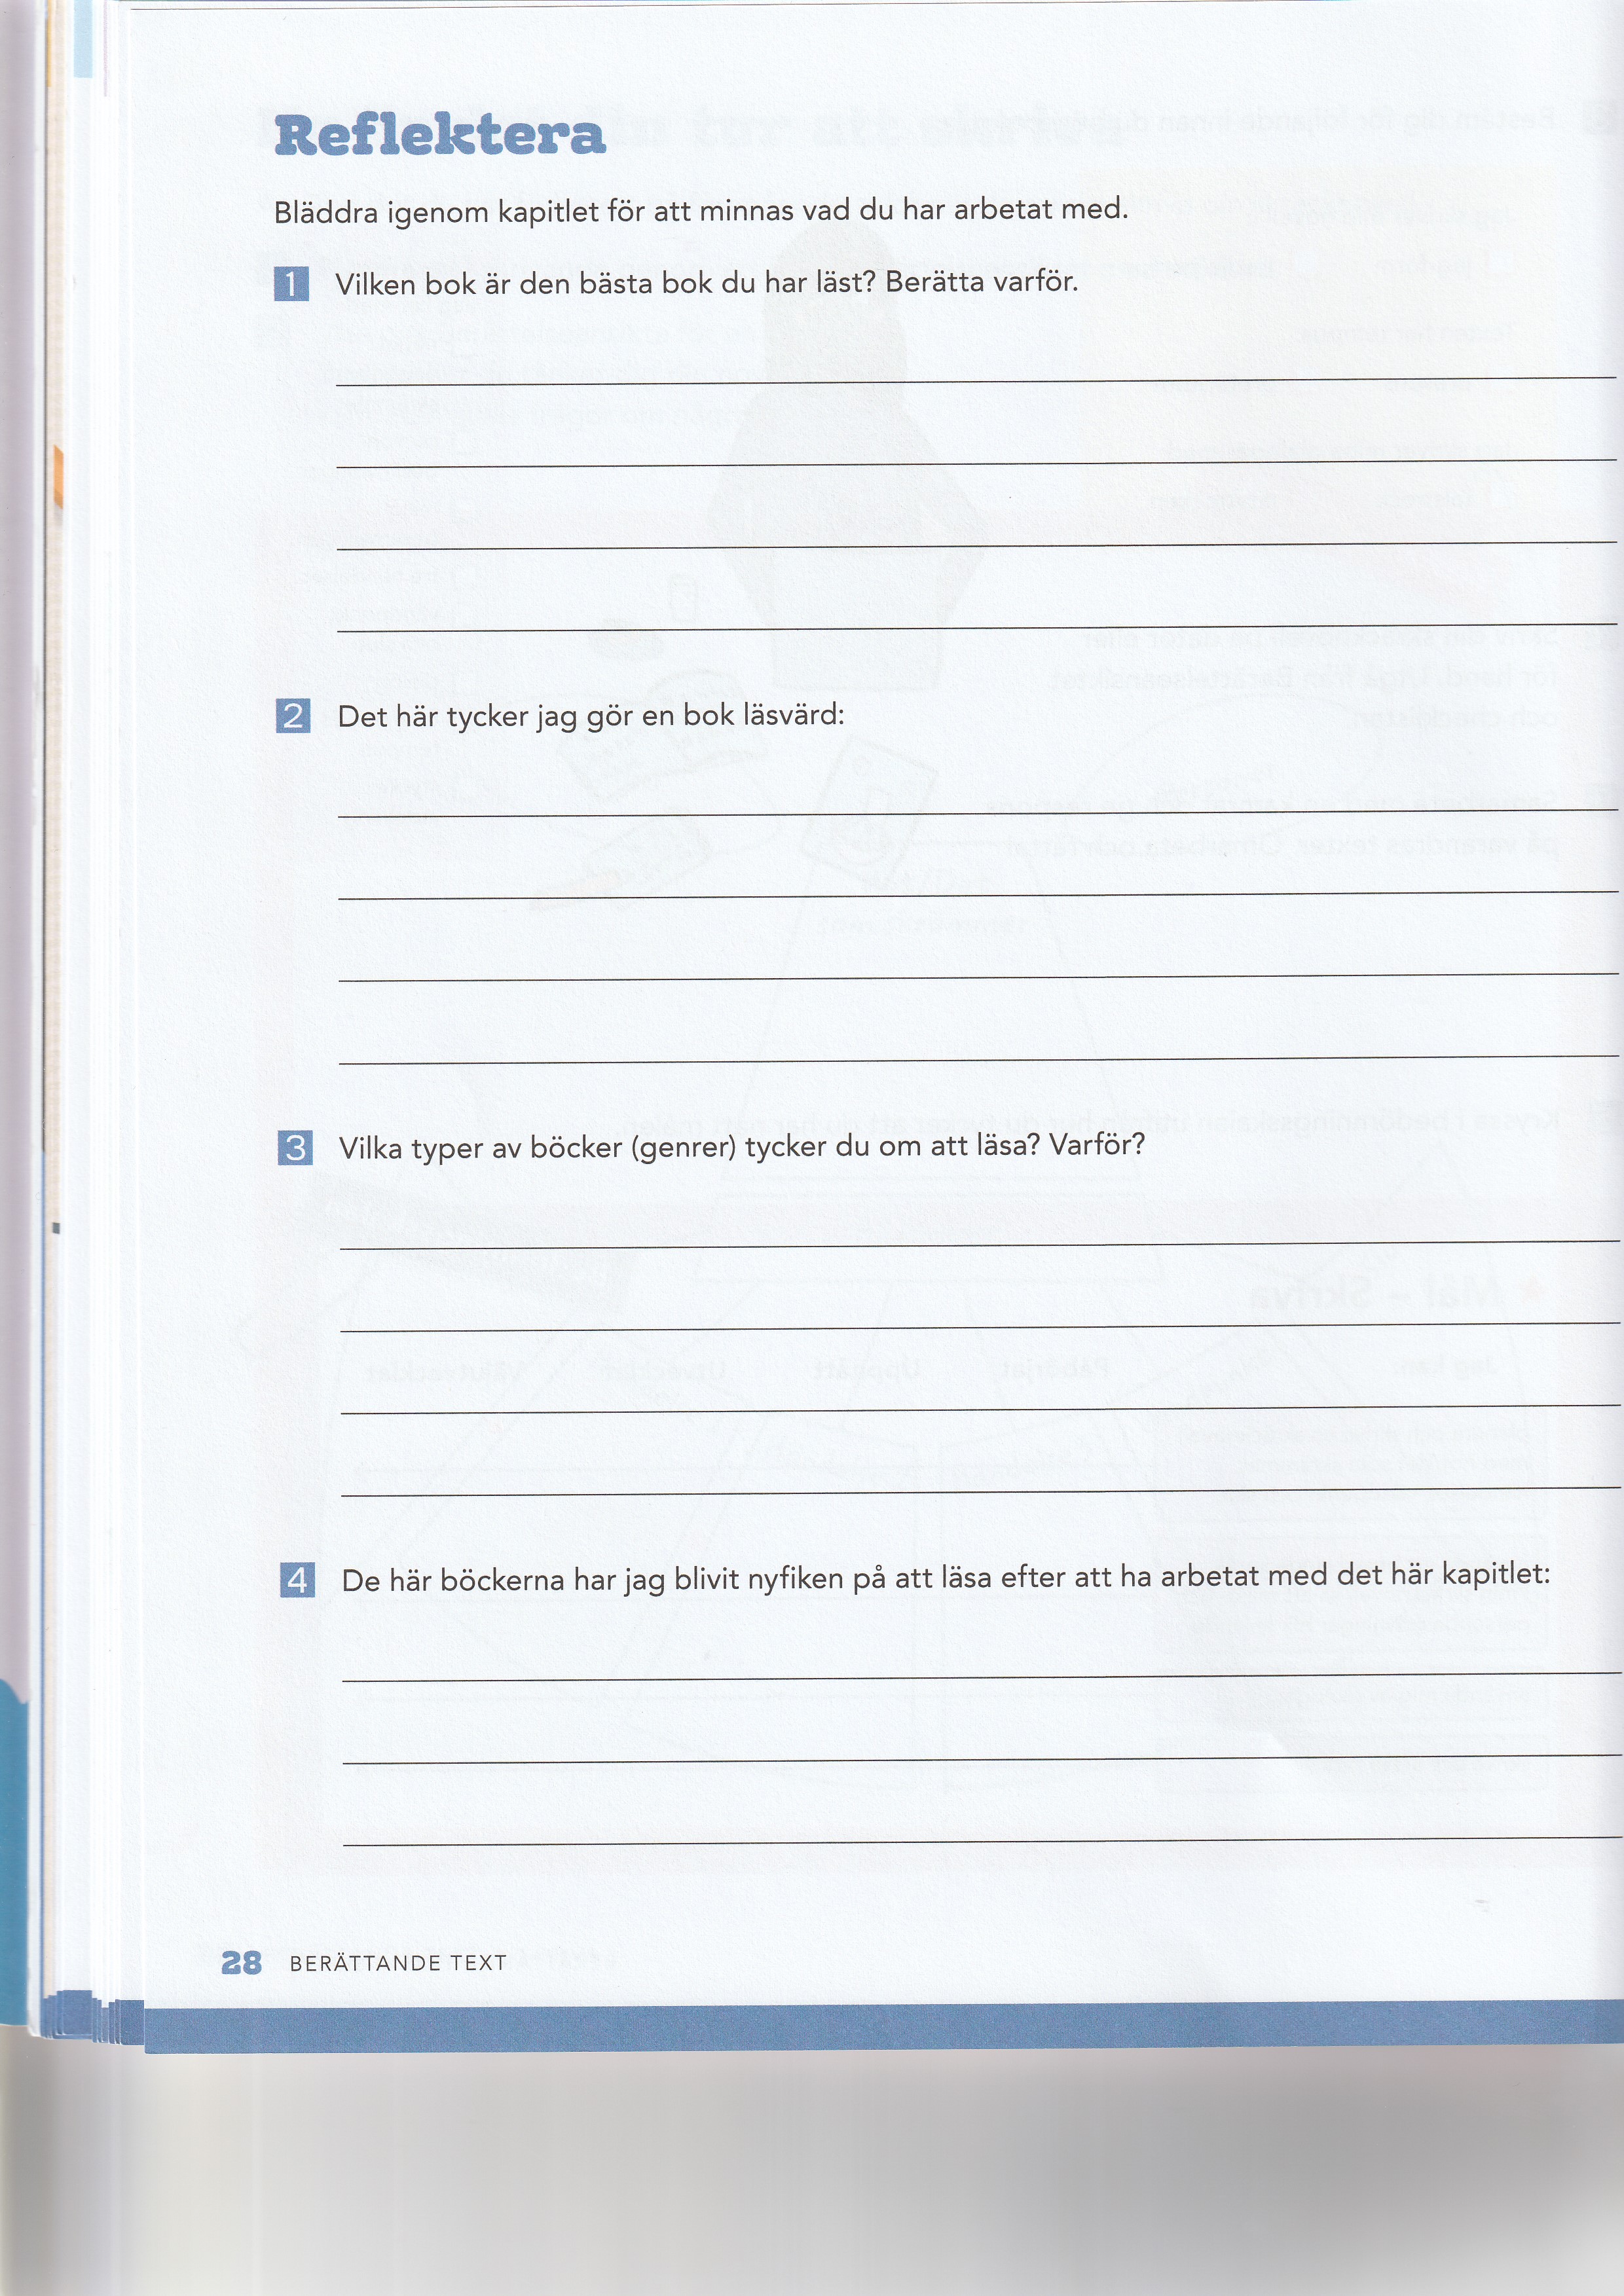 Reflektera
Bläddra igenom kapitlet för att minnas vad du har arbetat med.
1 Vilken bok är den bästa bok du har läst? Berätta varför.
2 Det här tycker jag gör en bok läsvärd:
3 Vilka typer av böcker (genrer) tycker du om att läsa? Varför?
4 De här böckerna har jag blivit nyfiken på att läsa efter att ha arbetat med det här kapitlet:
28 BERÄTTANDE TEXT